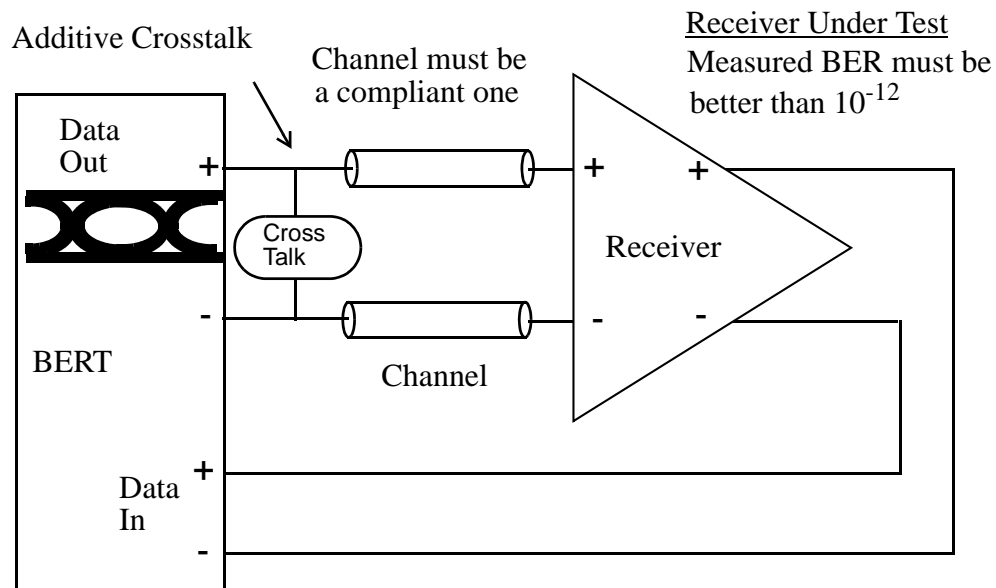 Additive Crosstalk
Channel must be
a compliant one
Receiver Under Test
Measured BER must be
better than 10^-12
Data
Out
+
-
Cross
Talk
+
-
Receiver
+
-
Channel
BERT
Data
In
+
-